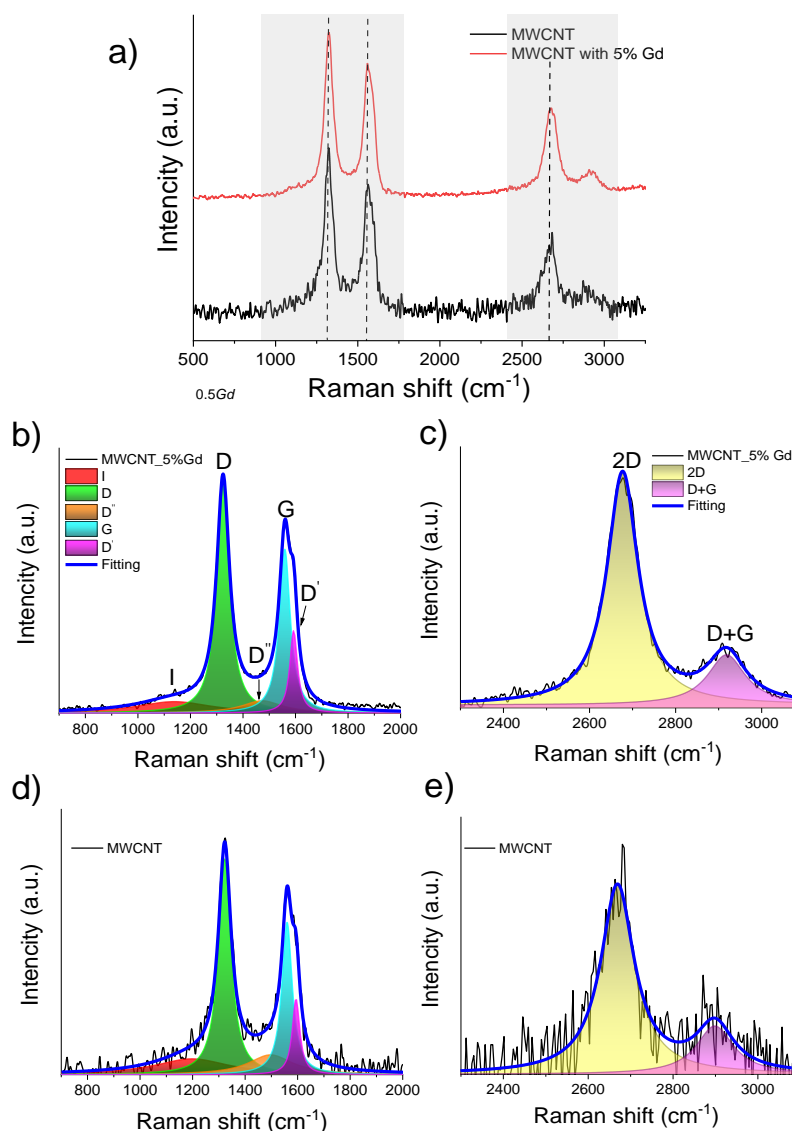 a)
MWCNT
MWCNT with 5% Gd
Intencity (a.u.)
500 1000 1500 2000 2500 3000
Raman shift (cm-1)
0.5Gd
b)
MWCNT_5%Gd
I
D
D"
G
D'
Fitting
D
G
D'
D"
I
Intencity (a.u.)
800 1000 1200 1400 1600 1800 2000
Raman shift (cm-1)
c)
MWCNT_5% Gd
2D
D+G
Fitting
2D
D+G
Intencity (a.u.)
2400 2600 2800 3000
Raman shift (cm-1)
d)
MWCNT
Intencity (a.u.)
800 1000 1200 1400 1600 1800 2000
Raman shift (cm-1)
e)
MWCNT
Intencity (a.u.)
2400 2600 2800 3000
Raman shift (cm-1)